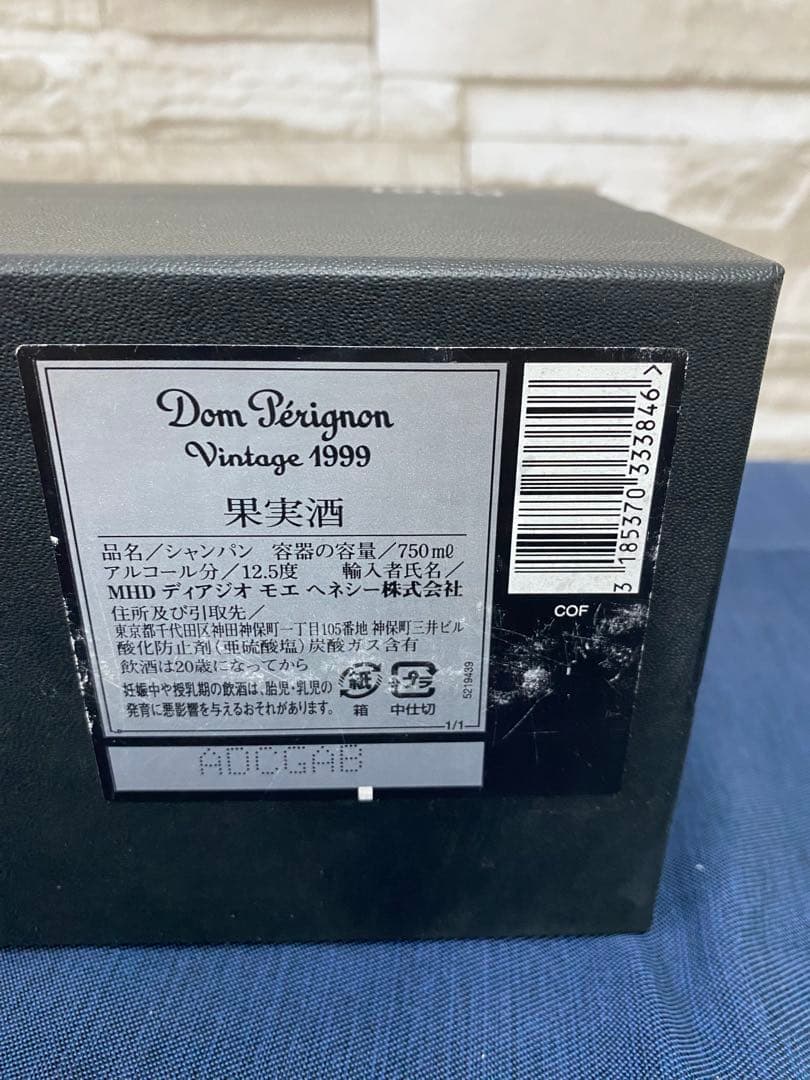 Dom Pérignon
Vintage 1999
果実酒
品名／シャンパン 容器の容量／750mℓ
アルコール分／12.5度 輸入者氏名／
MHD ディアジオ モエ ヘネシー株式会社
住所及び引取先／
東京都千代田区神田神保町一丁目105番地 神保町三井ビル
酸化防止剤(亜硫酸塩)炭酸ガス含有
飲酒は20歳になってから
妊娠中や授乳期の飲酒は、胎児・乳児の
発育に悪影響を与えるおそれがあります。
紙
箱
プラ
中仕切
5219439
1/1
ADCGAB
3 185370 333846 >
COF